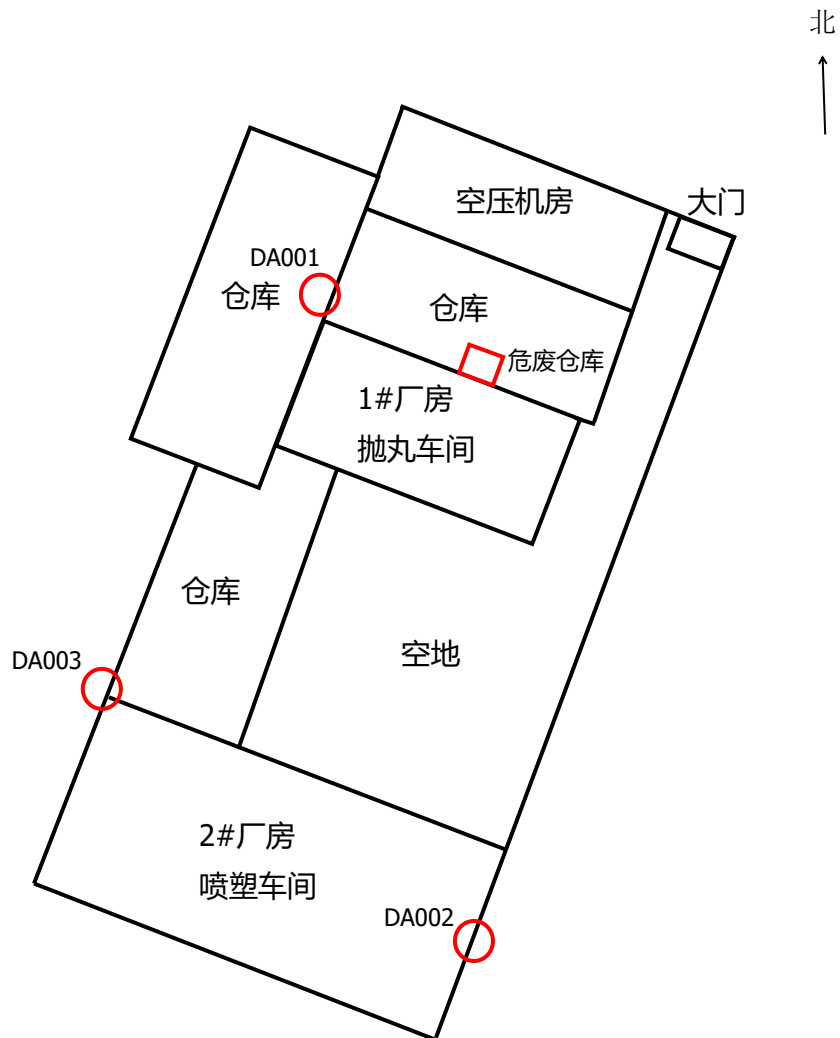 北
大门
空压机房
DA001
仓库
仓库
危废仓库
1#厂房
抛丸车间
仓库
空地
DA003
2#厂房
喷塑车间
DA002